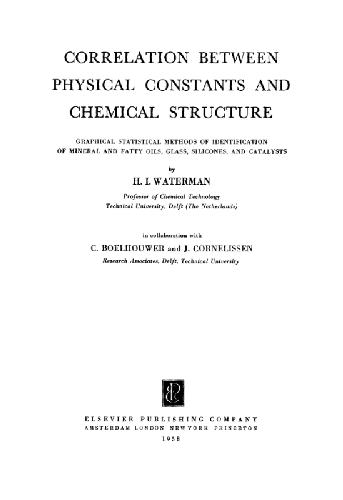 CORRELATION BETWEEN
PHYSICAL CONSTANTS AND
CHEMICAL STRUCTURE
GRAPHICAL STATISTICAL METHODS OF IDENTIFICATION
OF MINERAL AND FATTY OILS, GLASS, SILICONES, AND CATALYSTS
by
H. I. WATERMAN
Professor of Chemical Technology
Technical University, Delft (The Netherlands)
in collaboration with
C. BOELHOUWER and J. CORNELISSEN
Research Associates, Delft, Technical University
ELSEVIER PUBLISHING COMPANY
AMSTERDAM LONDON NEW YORK PRINCETON
1958